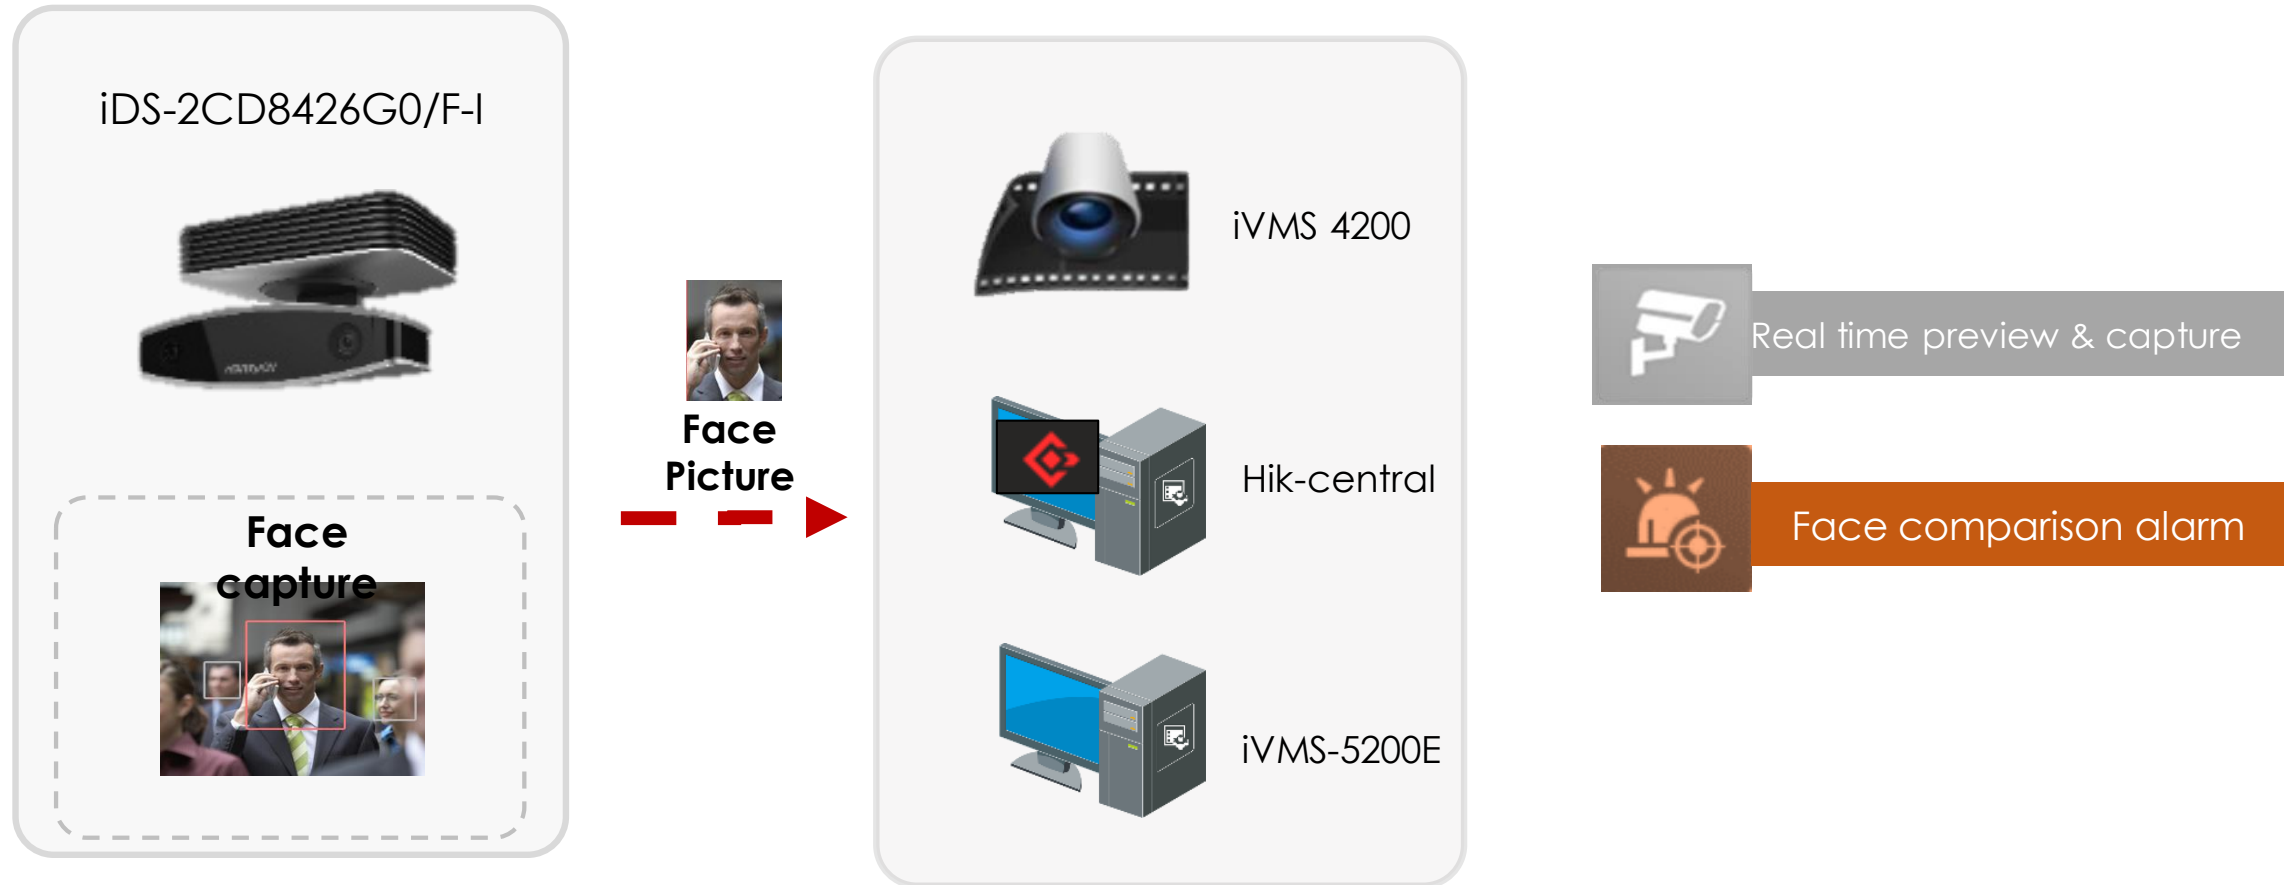 iDS-2CD8426G0/F-I
Face
capture
Face
Picture
iVMS 4200
Hik-central
iVMS-5200E
Real time preview & capture
Face comparison alarm